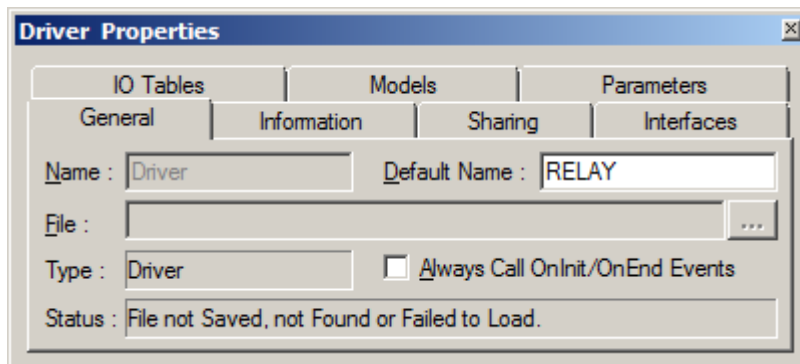 Driver Properties
IO Tables Models Parameters
General Information Sharing Interfaces
Name : Driver Default Name : RELAY
File : ...
Type : Driver Always Call OnInit/OnEnd Events
Status : File not Saved, not Found or Failed to Load.